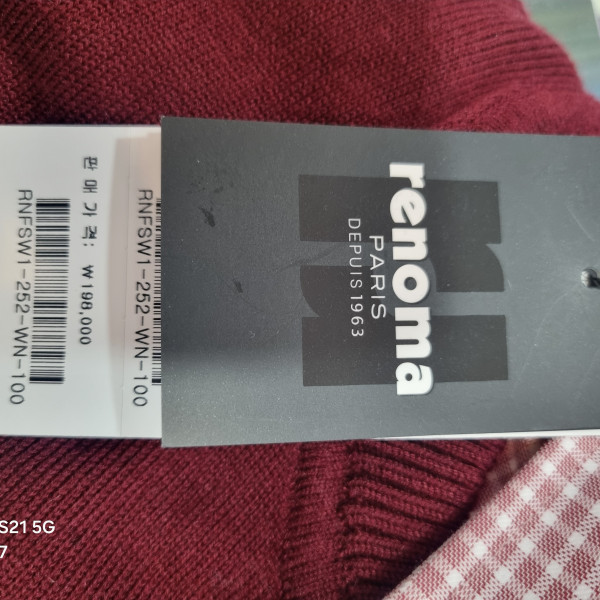 renoma
PARIS
DEPUIS 1963
RNFSW1-252-WN-100
판매가격: ₩198,000
RNFSW1-252-WN-100
S21 5G
7